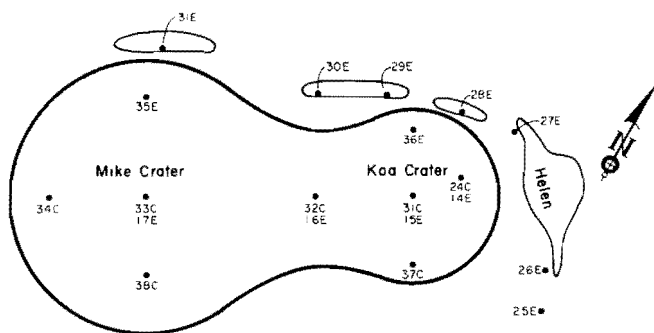 31E
30E
29E
28E
27E
35E
36E
Mike Crater
Koa Crater
Helen
N
34C
33C
17E
32C
16E
31C
15E
24C
14E
38C
37C
26E
25E